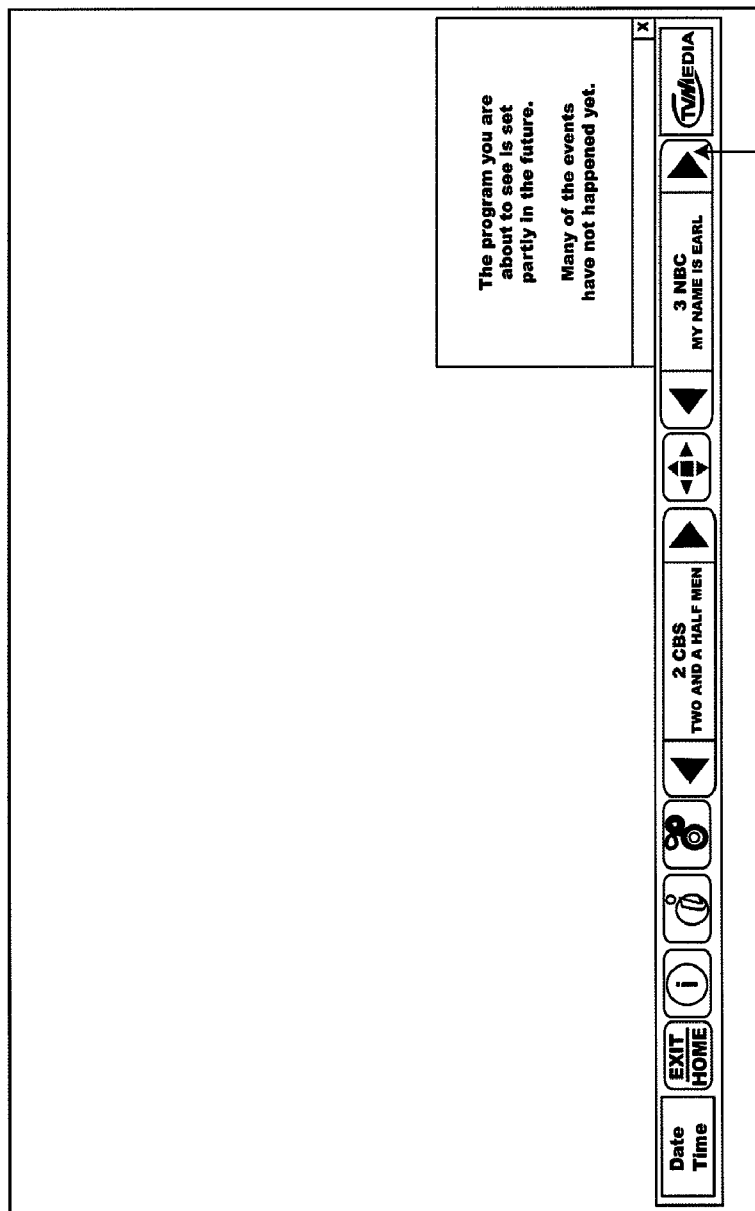 The program you are
about to see is set
partly in the future.
Many of the events
have not happened yet.
X
Date
Time
EXIT
HOME
i
i
2 CBS
TWO AND A HALF MEN
3 NBC
MY NAME IS EARL
TVMEDIA